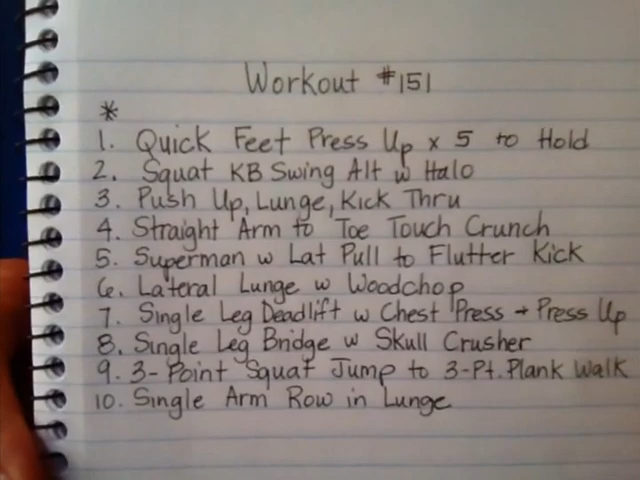 Workout #151
*
1. Quick Feet Press Up x 5 to Hold
2. Squat KB Swing Alt w Halo
3. Push Up, Lunge, Kick Thru
4. Straight Arm to Toe Touch Crunch
5. Superman w Lat Pull to Flutter Kick
6. Lateral Lunge w Woodchop
7. Single Leg Deadlift w Chest Press + Press Up
8. Single Leg Bridge w Skull Crusher
9. 3-Point Squat Jump to 3-Pt. Plank Walk
10. Single Arm Row in Lunge